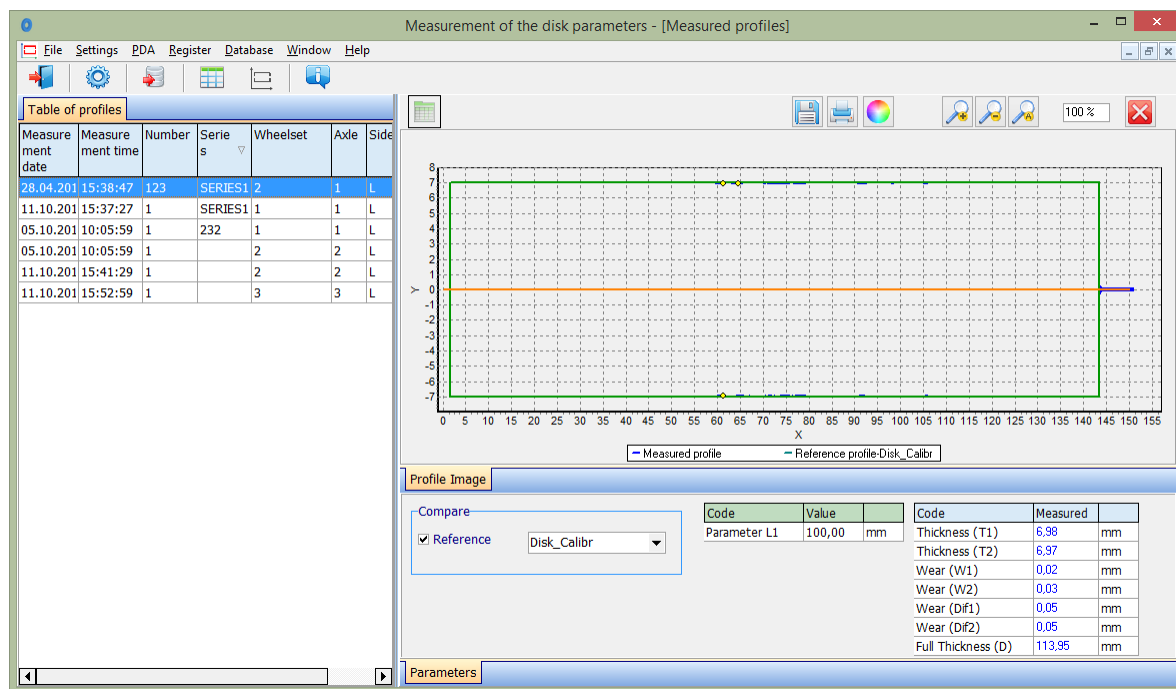 Measurement of the disk parameters - [Measured profiles]
File Settings PDA Register Database Window Help
Table of profiles
100 %
Measure ment date Measure ment time Number Serie s Wheelset Axle Side
28.04.201 15:38:47 123 SERIES1 2 1 L
11.10.201 15:37:27 1 SERIES1 1 1 L
05.10.201 10:05:59 1 232 1 1 L
05.10.201 10:05:59 1 2 2 L
11.10.201 15:41:29 1 2 2 L
11.10.201 15:52:59 1 3 3 L
8
7
6
5
4
3
2
1
0
-1
-2
-3
-4
-5
-6
-7
Y
0 5 10 15 20 25 30 35 40 45 50 55 60 65 70 75 80 85 90 95 100 105 110 115 120 125 130 135 140 145 150 155
X
Measured profile Reference profile-Disk_Calibr
Profile Image
Compare
Reference Disk_Calibr
Code Value
Parameter L1 100,00 mm
Code Measured
Thickness (T1) 6,98 mm
Thickness (T2) 6,97 mm
Wear (W1) 0,02 mm
Wear (W2) 0,03 mm
Wear (Dif1) 0,05 mm
Wear (Dif2) 0,05 mm
Full Thickness (D) 113,95 mm
Parameters